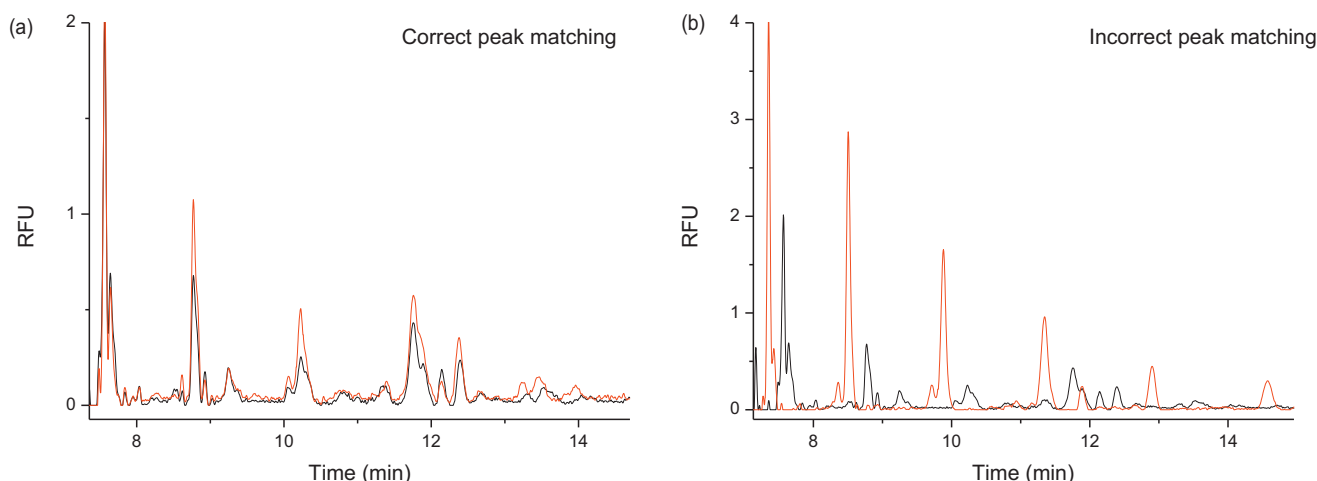 (a)
Correct peak matching
2
1
0
RFU
8
10
12
14
Time (min)
(b)
Incorrect peak matching
4
3
2
1
0
RFU
8
10
12
14
Time (min)